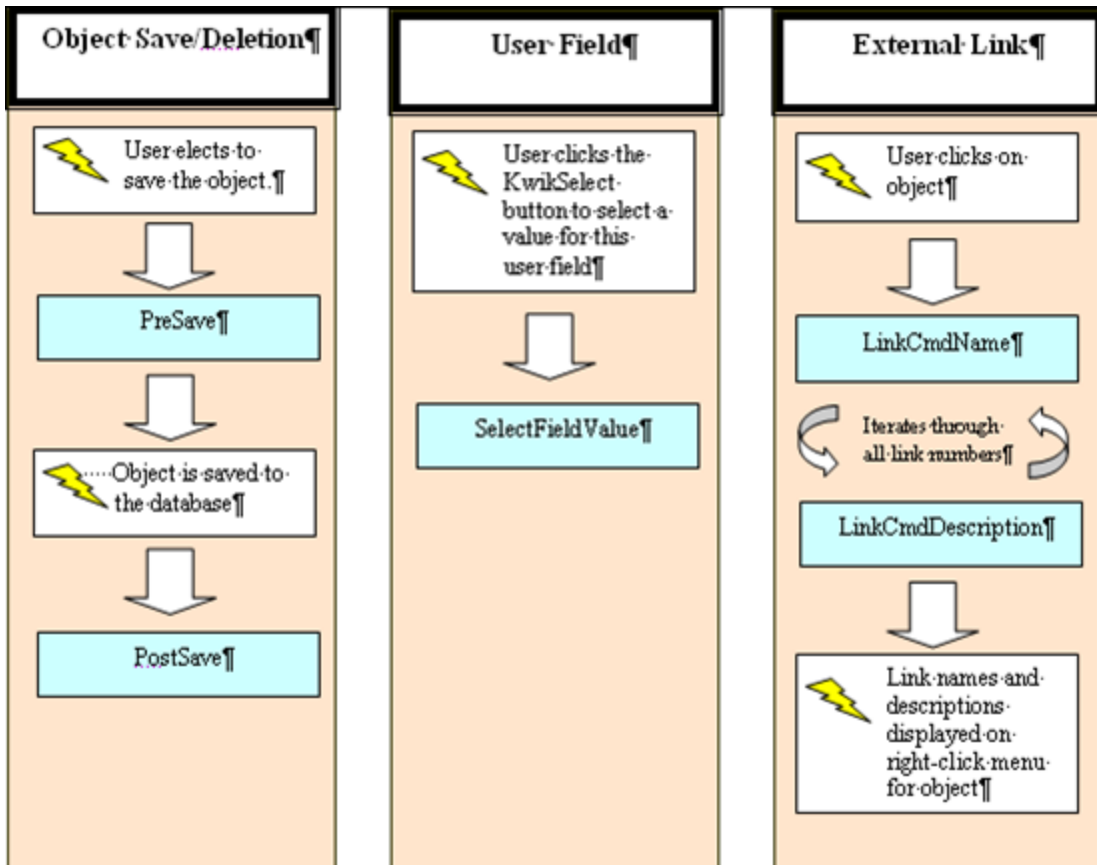 Object Save/Deletion¶
User elects to
save the object.¶
PreSave¶
Object is saved to
the database¶
PostSave¶
User Field¶
User clicks the
KwikSelect
button to select a
value for this
user field¶
SelectFieldValue¶
External Link¶
User clicks on
object¶
LinkCmdName¶
Iterates through
all link numbers¶
LinkCmdDescription¶
Link names and
descriptions
displayed on
right-click menu
for object¶